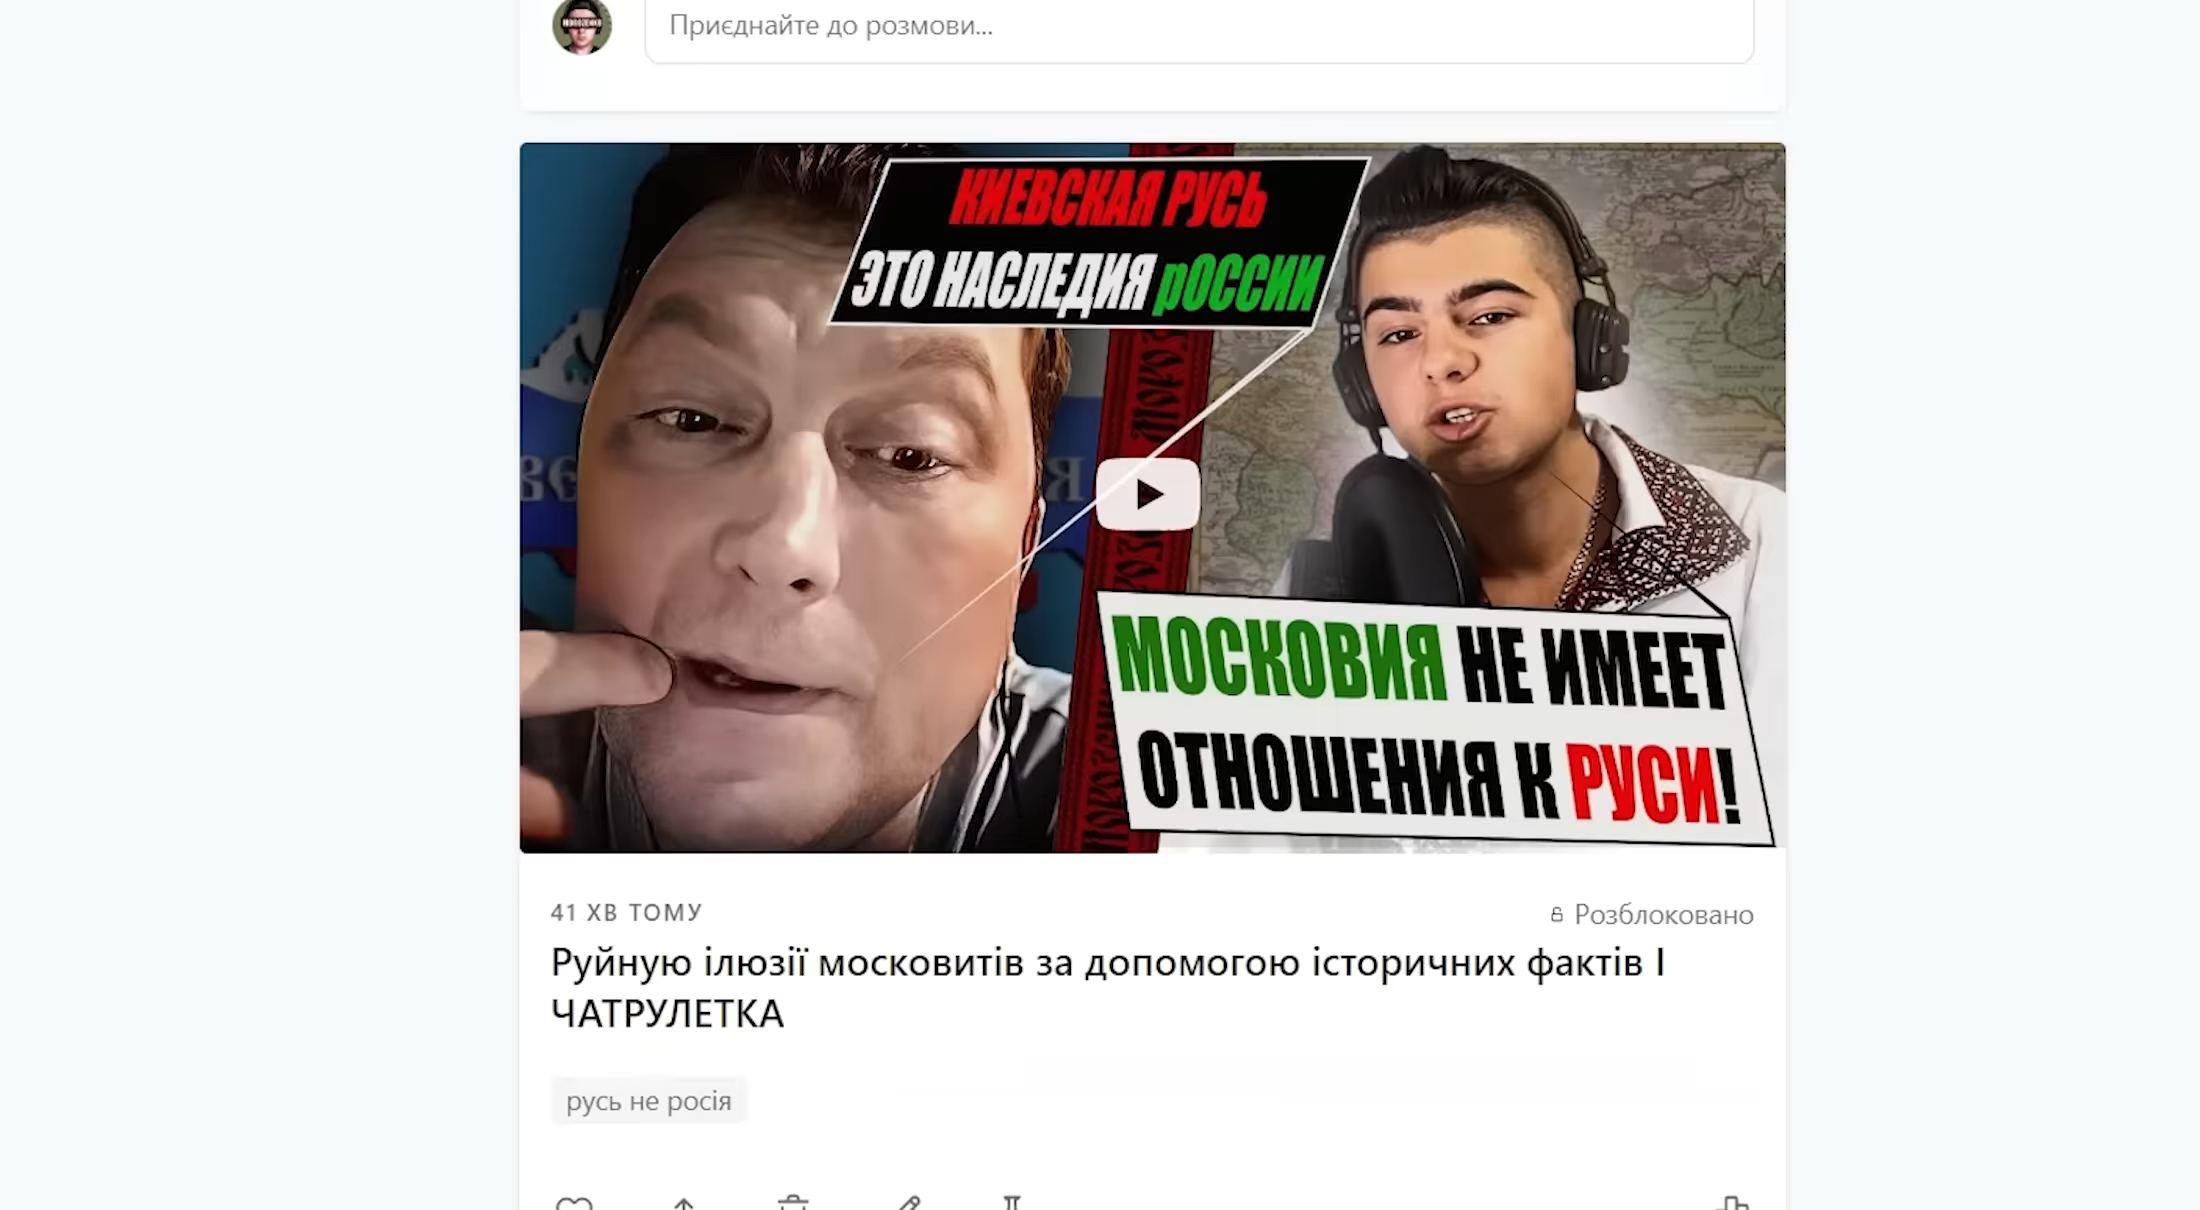 Приєднайте до розмови...
КИЕВСКАЯ РУСЬ
ЭТО НАСЛЕДИЯ рОССИИ
МОСКОВИЯ НЕ ИМЕЕТ
ОТНОШЕНИЯ К РУСИ!
41 ХВ ТОМУ
Розблоковано
Руйную ілюзії московитів за допомогою історичних фактів І
ЧАТРУЛЕТКА
русь не росія